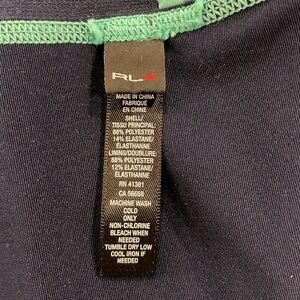 RLX
MADE IN CHINA
FABRIQUÉ
EN CHINE
SHELL/
TISSU PRINCIPAL:
86% POLYESTER
14% ELASTANE/
ÉLASTHANNE
LINING/DOUBLURE:
88% POLYESTER
12% ELASTANE/
ÉLASTHANNE
RN 41381
CA 56658
MACHINE WASH
COLD
ONLY
NON-CHLORINE
BLEACH WHEN
NEEDED
TUMBLE DRY LOW
COOL IRON IF
NEEDED